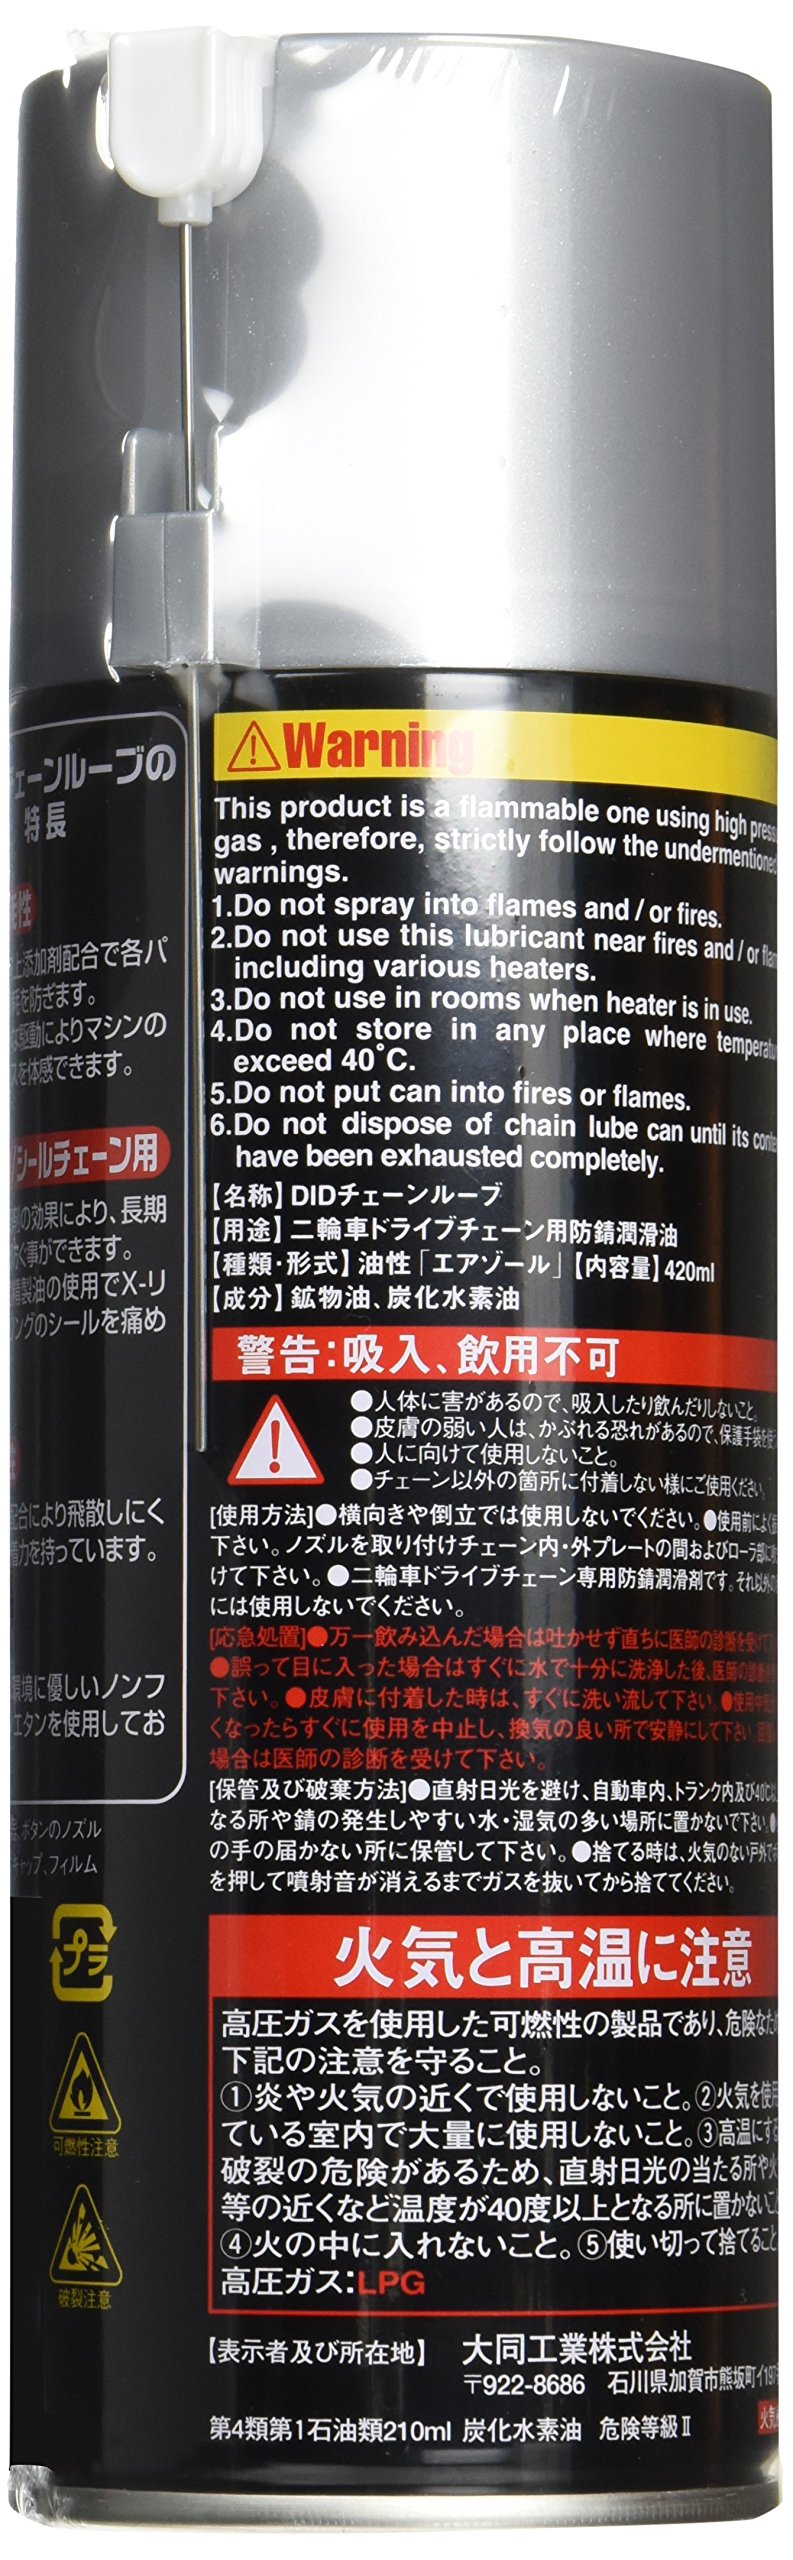 チェーンルーブの
特長
上添加剤配合で各パ
耗を防ぎます。
駆動によりマシンの
を体感できます。
シールチェーン用
の効果により、長期
ぐ事ができます。
精製油の使用でX-リ
ングのシールを痛め
配合により飛散しにく
着力を持っています。
環境に優しいノンフ
エタンを使用してお
ボタンのノズル
キャップ、フィルム
プラ
可燃性注意
破裂注意
Warning
This product is a flammable one using high
gas , therefore, strictly follow the undermentioned
warnings.
1.Do not spray into flames and / or fires.
2.Do not use this lubricant near fires and / or
including various heaters.
3.Do not use in rooms when heater is in use.
4.Do not store in any place where
exceed 40°C.
5.Do not put can into fires or flames.
6.Do not dispose of chain lube can until its
have been exhausted completely.
【名称】DIDチェーンルーブ
【用途】二輪車ドライブチェーン用防錆潤滑油
【種類・形式】油性「エアゾール」【内容量】420ml
【成分】鉱物油、炭化水素油
警告：吸入、飲用不可
●人体に害があるので、吸入したり飲んだりしないこと。
●皮膚の弱い人は、かぶれる恐れがあるので、保護手袋を
●人に向けて使用しないこと。
●チェーン以外の箇所に付着しない様にご使用ください。
[使用方法]●横向きや倒立では使用しないでください。●使用前によく
下さい。ノズルを取り付けチェーン内・外プレートの間およびローラ部に
けて下さい。●二輪車ドライブチェーン専用防錆潤滑剤です。それ以外の
には使用しないでください。
[応急処置]●万一飲み込んだ場合は吐かせず直ちに医師の診断を受けて
●誤って目に入った場合はすぐに水で十分に洗浄した後、医師の診断を
下さい。●皮膚に付着した時は、すぐに洗い流して下さい。●使用中
くなったらすぐに使用を中止し、換気の良い所で安静にして下さい。
場合は医師の診断を受けて下さい。
[保管及び破棄方法]●直射日光を避け、自動車内、トランク内及び40℃以
なる所や錆の発生しやすい水・湿気の多い場所に置かないで下さい。●
の手の届かない所に保管して下さい。●捨てる時は、火気のない戸外で
を押して噴射音が消えるまでガスを抜いてから捨ててください。
火気と高温に注意
高圧ガスを使用した可燃性の製品であり、危険なため
下記の注意を守ること。
①炎や火気の近くで使用しないこと。②火気を使用
ている室内で大量に使用しないこと。③高温にする
破裂の危険があるため、直射日光の当たる所や火
等の近くなど温度が40度以上となる所に置かないこと
④火の中に入れないこと。⑤使い切って捨てること
高圧ガス：LPG
【表示者及び所在地】 大同工業株式会社
〒922-8686 石川県加賀市熊坂町イ197
第4類第1石油類210ml 炭化水素油 危険等級Ⅱ
火気